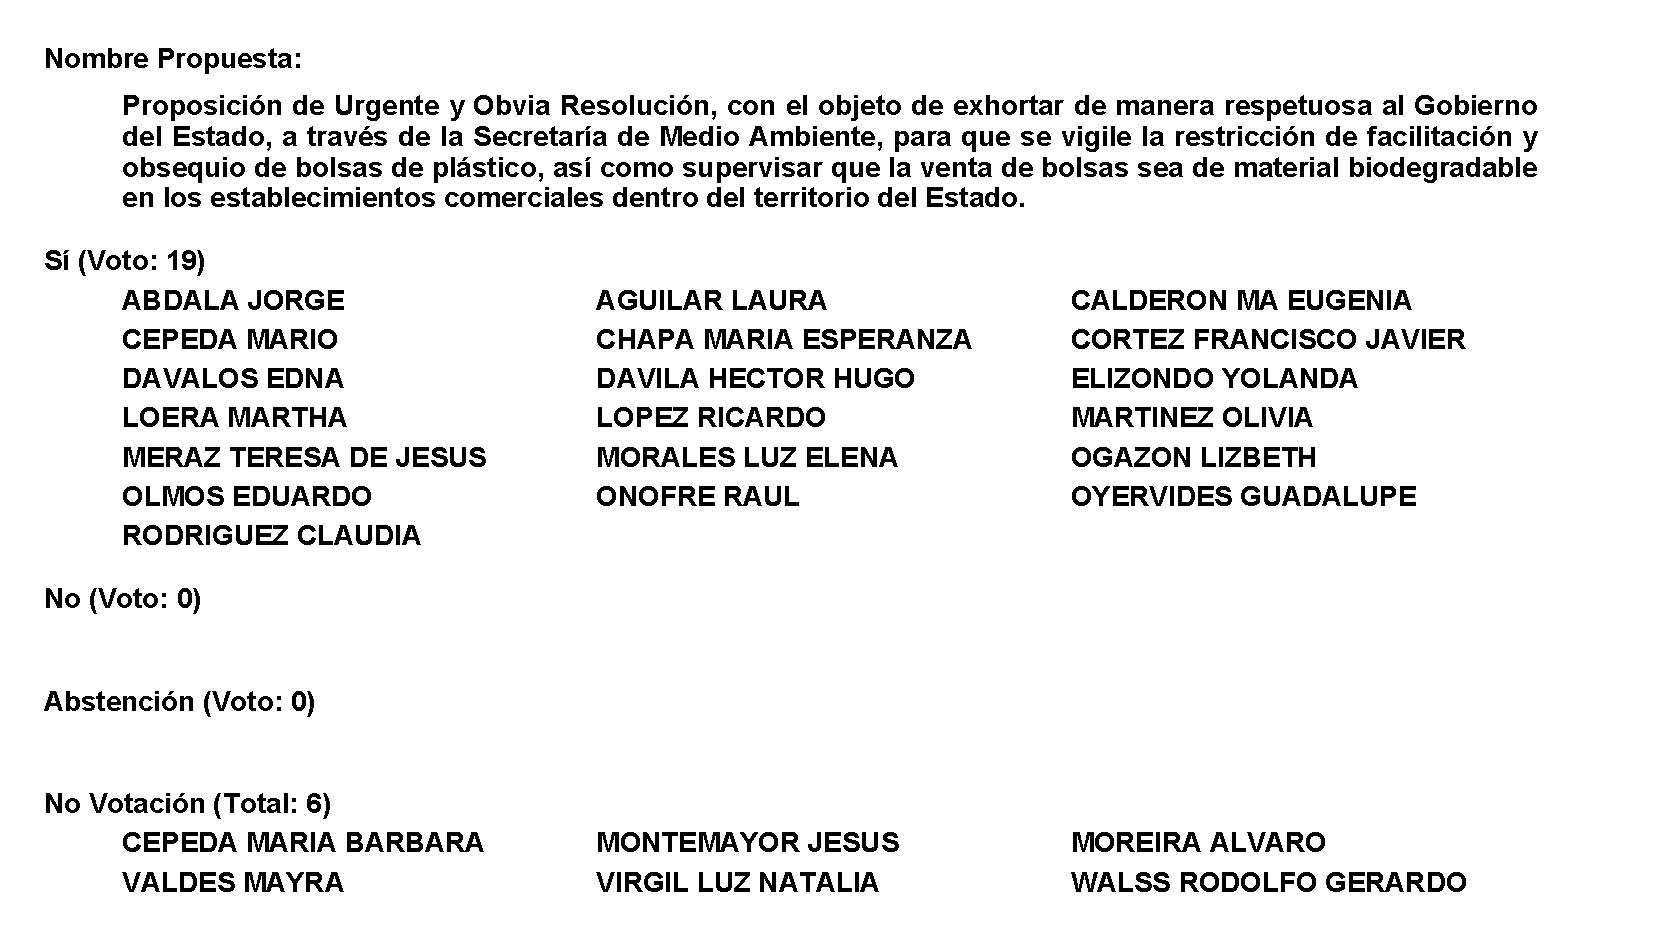 Nombre Propuesta:
Proposición de Urgente y Obvia Resolución, con el objeto de exhortar de manera respetuosa al Gobierno
del Estado, a través de la Secretaría de Medio Ambiente, para que se vigile la restricción de facilitación y
obsequio de bolsas de plástico, así como supervisar que la venta de bolsas sea de material biodegradable
en los establecimientos comerciales dentro del territorio del Estado.
Sí (Voto: 19)
ABDALA JORGE AGUILAR LAURA CALDERON MA EUGENIA
CEPEDA MARIO CHAPA MARIA ESPERANZA CORTEZ FRANCISCO JAVIER
DAVALOS EDNA DAVILA HECTOR HUGO ELIZONDO YOLANDA
LOERA MARTHA LOPEZ RICARDO MARTINEZ OLIVIA
MERAZ TERESA DE JESUS MORALES LUZ ELENA OGAZON LIZBETH
OLMOS EDUARDO ONOFRE RAUL OYERVIDES GUADALUPE
RODRIGUEZ CLAUDIA
No (Voto: 0)
Abstención (Voto: 0)
No Votación (Total: 6)
CEPEDA MARIA BARBARA MONTEMAYOR JESUS MOREIRA ALVARO
VALDES MAYRA VIRGIL LUZ NATALIA WALSS RODOLFO GERARDO